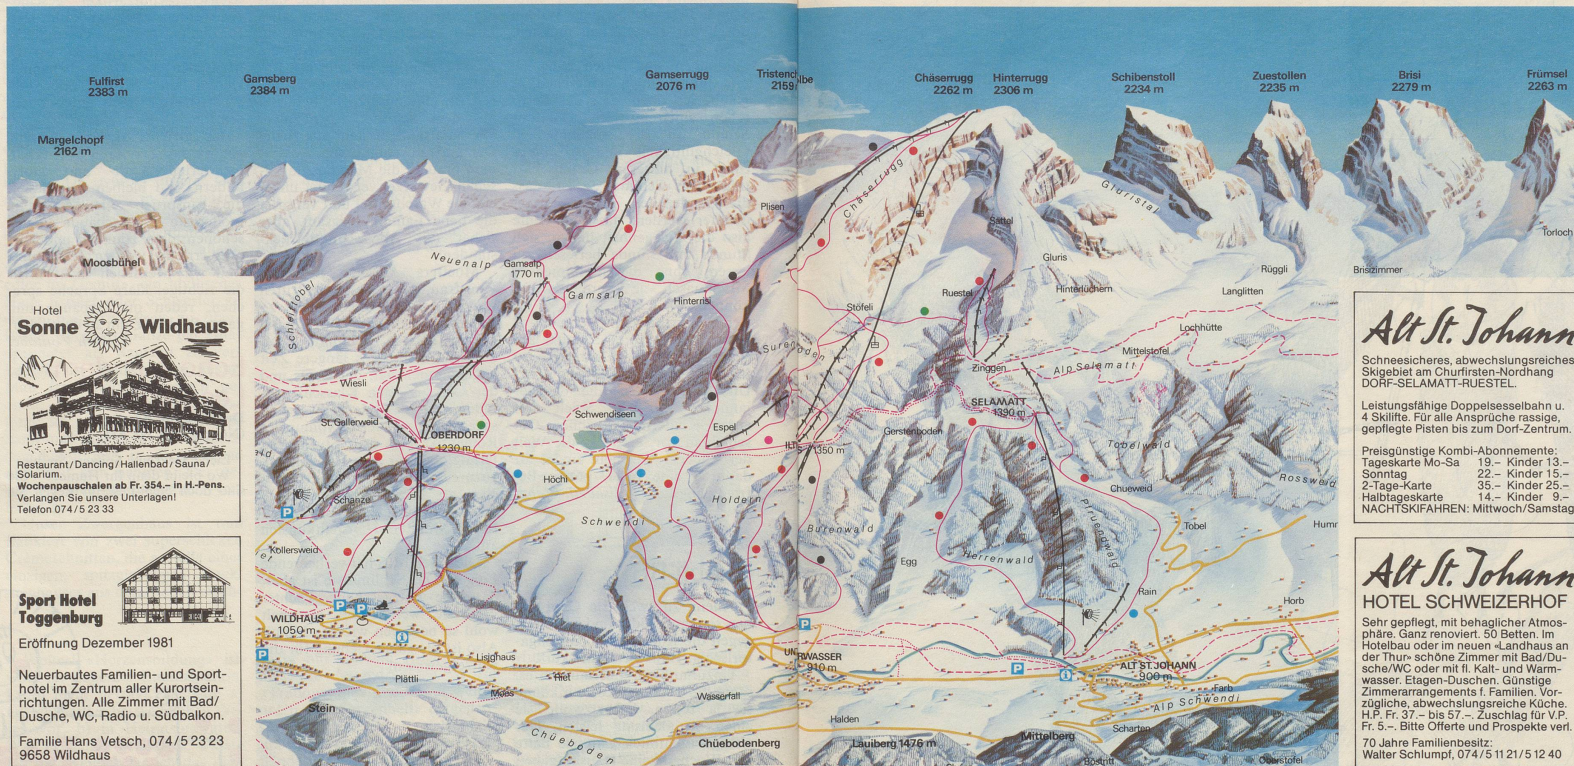 Fulfirst
2383 m
Gamsberg
2384 m
Gamserrugg
2076 m
Tristenc
2159
lbe
Chäserrugg
2262 m
Hinterrugg
2306 m
Schibenstoll
2234 m
Zuestollen
2235 m
Brisi
2279 m
Frümsel
2263 m
Margelchopf
2162 m
Moosbühel
Neuenalp
Gamsalp
1770 m
Gamsalp
Schleiftobel
Plisen
Hinterrisi
Chäserrugg
Sattel
Gluristal
Gluris
Hinterlüchern
Rüggli
Langlitten
Brisizimmer
Torloch
Ruestel
Stöfeli
Lochhütte
Mittelstofel
Alp Selamatt
Zinggen
SELAMATT
1390 m
Gerstenboden
Tobelwald
Chueweid
Rossweid
Wiesli
St. Gallerweid
OBERDORF
1230 m
Schwendiseen
Espel
ILT
1350 m
Höchi
Schanze
Schwendi
Holdern
Burenwald
Kollersweid
Egg
Herrenwald
Pfruendwald
Tobel
Rain
Horb
WILDHAUS
1050 m
Lisighaus
UN
RWASSER
910 m
ALT ST. JOHANN
900 m
Plättli
Moos
Riet
Stein
Wasserfall
Farb
Alp Schwendi
Halden
Scharten
Chüeboden
Chüebodenberg
Lauiberg 1476 m
Mittelberg
Bostritt
Oberstofel
P
P
P
P
P
P
i
i
Hotel
Sonne Wildhaus
Restaurant/Dancing/Hallenbad/Sauna/
Solarium.
Wochenpauschalen ab Fr. 354.– in H.-Pens.
Verlangen Sie unsere Unterlagen!
Telefon 074/5 23 33
Sport Hotel
Toggenburg
Eröffnung Dezember 1981
Neuerbautes Familien- und Sport-
hotel im Zentrum aller Kurortsein-
richtungen. Alle Zimmer mit Bad/
Dusche, WC, Radio u. Südbalkon.
Familie Hans Vetsch, 074/5 23 23
9658 Wildhaus
Alt St. Johann
Schneesicheres, abwechslungsreiches
Skigebiet am Churfirsten-Nordhang
DORF-SELAMATT-RUESTEL.
Leistungsfähige Doppelsesselbahn u.
4 Skilifte. Für alle Ansprüche rassige,
gepflegte Pisten bis zum Dorf-Zentrum.
Preisgünstige Kombi-Abonnemente:
Tageskarte Mo-Sa 19.– Kinder 13.–
Sonntag 22.– Kinder 15.–
2-Tage-Karte 35.– Kinder 25.–
Halbtageskarte 14.– Kinder 9.–
NACHTSKIFAHREN: Mittwoch/Samstag
Alt St. Johann
HOTEL SCHWEIZERHOF
Sehr gepflegt, mit behaglicher Atmos-
phäre. Ganz renoviert. 50 Betten. Im
Hotelbau oder im neuen «Landhaus an
der Thur» schöne Zimmer mit Bad/Du-
sche/WC oder mit fl. Kalt- und Warm-
wasser. Etagen-Duschen. Günstige
Zimmerarrangements f. Familien. Vor-
zügliche, abwechslungsreiche Küche.
H.P. Fr. 37.– bis 57.–. Zuschlag für V.P.
Fr. 5.–. Bitte Offerte und Prospekte verl.
70 Jahre Familienbesitz:
Walter Schlumpf, 074/5 11 21/5 12 40